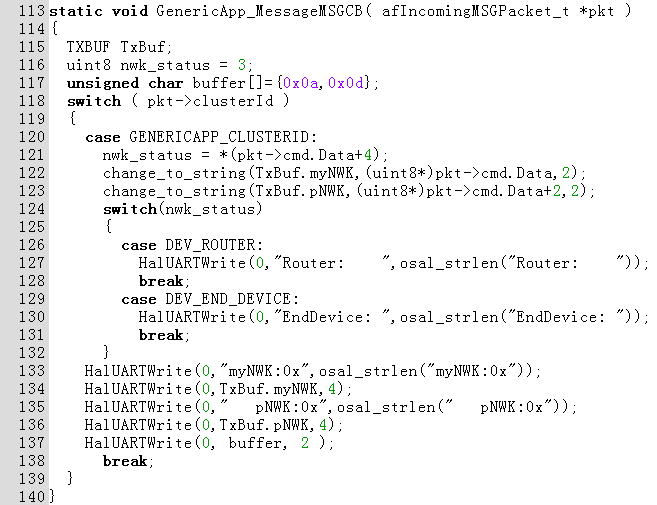 113 static void GenericApp_MessageMSGCB( afIncomingMSGPacket_t *pkt )
114 {
115   TXBUF TxBuf;
116   uint8 nwk_status = 3;
117   unsigned char buffer[]={0x0a,0x0d};
118   switch ( pkt->clusterId )
119   {
120     case GENERICAPP_CLUSTERID:
121       nwk_status = *(pkt->cmd.Data+4);
122       change_to_string(TxBuf.myNWK,(uint8*)pkt->cmd.Data,2);
123       change_to_string(TxBuf.pNWK,(uint8*)pkt->cmd.Data+2,2);
124       switch(nwk_status)
125       {
126         case DEV_ROUTER:
127           HalUARTWrite(0,"Router:    ",osal_strlen("Router:    "));
128           break;
129         case DEV_END_DEVICE:
130           HalUARTWrite(0,"EndDevice: ",osal_strlen("EndDevice: "));
131           break;
132       }
133     HalUARTWrite(0,"myNWK:0x",osal_strlen("myNWK:0x"));
134     HalUARTWrite(0,TxBuf.myNWK,4);
135     HalUARTWrite(0,"   pNWK:0x",osal_strlen("   pNWK:0x"));
136     HalUARTWrite(0,TxBuf.pNWK,4);
137     HalUARTWrite(0, buffer, 2 );
138       break;
139   }
140 }